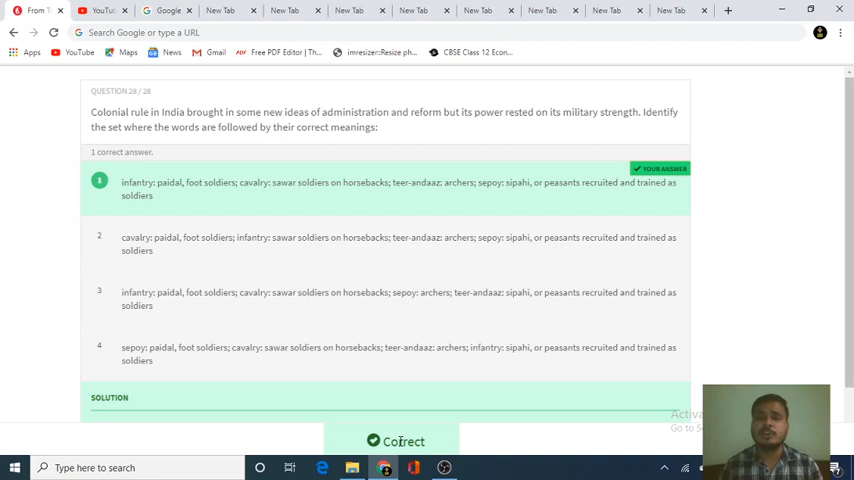 From T
YouTu
Google
New Tab
New Tab
New Tab
New Tab
New Tab
New Tab
New Tab
New Tab
Search Google or type a URL
Apps
YouTube
Maps
News
Gmail
Free PDF Editor | Th...
imresizer:Resize ph...
CBSE Class 12 Econ...
QUESTION 28 / 28
Colonial rule in India brought in some new ideas of administration and reform but its power rested on its military strength. Identify
the set where the words are followed by their correct meanings:
1 correct answer.
YOUR ANSWER
1
infantry: paidal, foot soldiers; cavalry: sawar soldiers on horsebacks; teer-andaaz: archers; sepoy: sipahi, or peasants recruited and trained as
soldiers
2
cavalry: paidal, foot soldiers; infantry: sawar soldiers on horsebacks; teer-andaaz: archers; sepoy: sipahi, or peasants recruited and trained as
soldiers
3
infantry: paidal, foot soldiers; cavalry: sawar soldiers on horsebacks; sepoy: archers; teer-andaaz: sipahi, or peasants recruited and trained as
soldiers
4
sepoy: paidal, foot soldiers; cavalry: sawar soldiers on horsebacks; teer-andaaz: archers; infantry: sipahi, or peasants recruited and trained as
soldiers
SOLUTION
Activa
Go to S
Correct
Type here to search